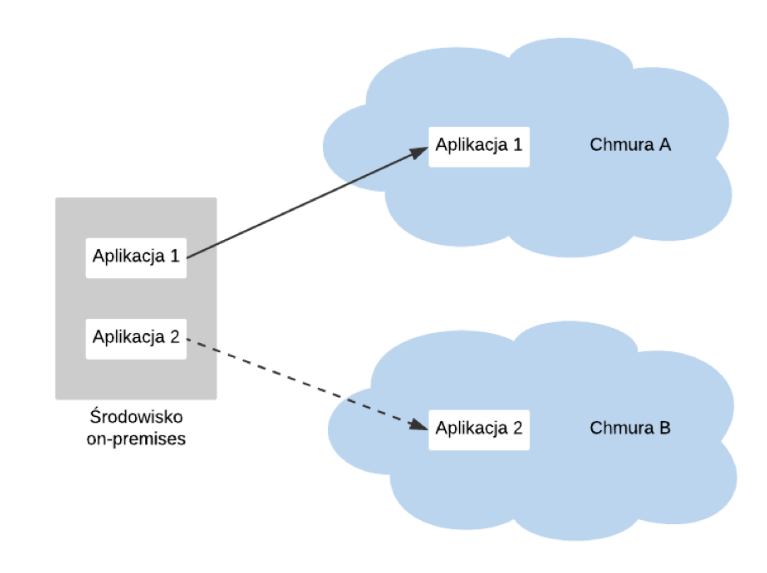 Aplikacja 1
Chmura A
Aplikacja 1
Aplikacja 2
Środowisko
on-premises
Aplikacja 2
Chmura B